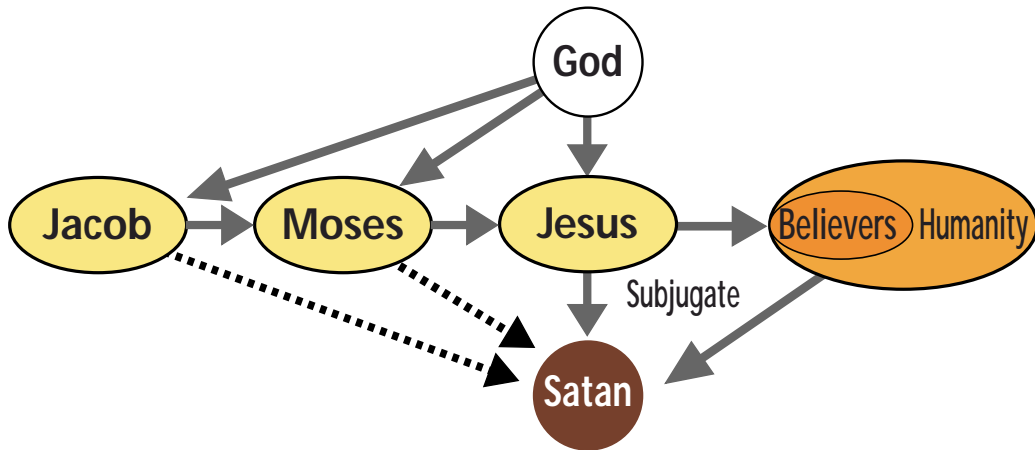 God
Jacob
Moses
Jesus
Believers
Humanity
Subjugate
Satan